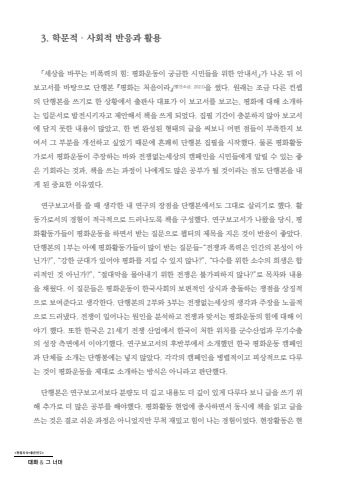 3. 학문적 · 사회적 반응과 활용
『세상을 바꾸는 비폭력의 힘: 평화운동이 궁금한 시민들을 위한 안내서』가 나온 뒤 이
보고서를 바탕으로 단행본 『평화는 처음이라』(빨간소금, 2021)을 썼다. 원래는 조금 다른 컨셉
의 단행본을 쓰기로 한 상황에서 출판사 대표가 이 보고서를 보고는, 평화에 대해 소개하
는 입문서로 발전시키자고 제안해서 책을 쓰게 되었다. 집필 기간이 충분하지 않아 보고서
에 담지 못한 내용이 많았고, 한 번 완성된 형태의 글을 써보니 어떤 점들이 부족한지 보
여서 그 부분을 개선하고 싶었기 때문에 흔쾌히 단행본 집필을 시작했다. 물론 평화활동
가로서 평화운동이 주장하는 바와 전쟁없는세상의 캠페인을 시민들에게 알릴 수 있는 좋
은 기회라는 것과, 책을 쓰는 과정이 나에게도 많은 공부가 될 것이라는 점도 단행본을 내
게 된 중요한 이유였다.
연구보고서를 쓸 때 생각한 내 연구의 장점을 단행본에서도 그대로 살리기로 했다. 활
동가로서의 경험이 적극적으로 드러나도록 책을 구성했다. 연구보고서가 나왔을 당시, 평
화활동가들이 평화운동을 하면서 받는 질문으로 챕터의 제목을 지은 것이 반응이 좋았다.
단행본의 1부는 아예 평화활동가들이 많이 받는 질문들-“전쟁과 폭력은 인간의 본성이 아
닌가?”, “강한 군대가 있어야 평화를 지킬 수 있지 않나?”, “다수를 위한 소수의 희생은 합
리적인 것 아닌가?”, “절대악을 몰아내기 위한 전쟁은 불가피하지 않나?”로 목차와 내용
을 채웠다. 이 질문들은 평화운동이 한국사회의 보편적인 상식과 충돌하는 쟁점을 상징적
으로 보여준다고 생각한다. 단행본의 2부와 3부는 전쟁없는세상의 생각과 주장을 노골적
으로 드러냈다. 전쟁이 일어나는 원인을 분석하고 전쟁과 맞서는 평화운동의 힘에 대해 이
야기 했다. 또한 한국은 21세기 전쟁 산업에서 한국이 처한 위치를 군수산업과 무기수출
의 성장 측면에서 이야기했다. 연구보고서의 후반부에서 소개했던 한국 평화운동 캠페인
과 단체들 소개는 단행본에는 넣지 않았다. 각각의 캠페인을 병렬적이고 피상적으로 다루
는 것이 평화운동을 제대로 소개하는 방식은 아니라고 판단했다.
단행본은 연구보고서보다 분량도 더 길고 내용도 더 깊이 있게 다루다 보니 글을 쓰기 위
해 추가로 더 많은 공부를 해야했다. 평화활동 현업에 종사하면서 동시에 책을 읽고 글을
쓰는 것은 결코 쉬운 과정은 아니었지만 무척 재밌고 힘이 나는 경험이었다. 현장활동은 현
대화 & 그 너머